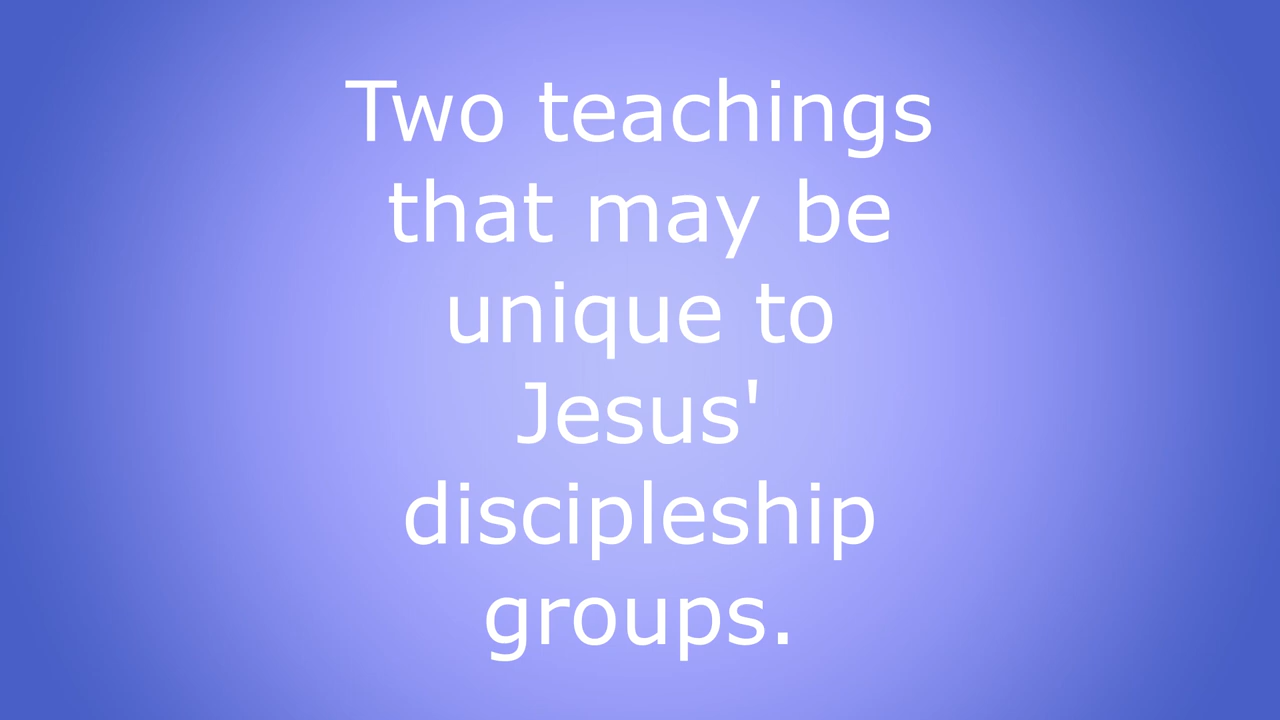 Two teachings
that may be
unique to
Jesus'
discipleship
groups.